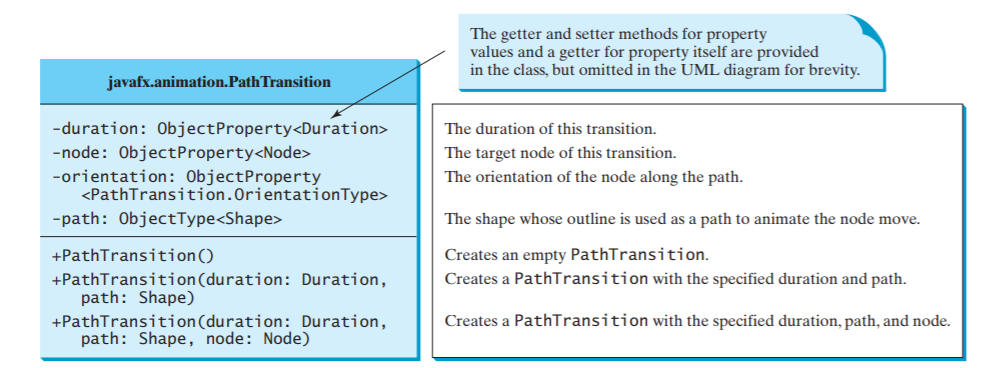 The getter and setter methods for property
values and a getter for property itself are provided
in the class, but omitted in the UML diagram for brevity.
javafx.animation.PathTransition
-duration: ObjectProperty<Duration>
-node: ObjectProperty<Node>
-orientation: ObjectProperty
<PathTransition.OrientationType>
-path: ObjectType<Shape>
The duration of this transition.
The target node of this transition.
The orientation of the node along the path.
The shape whose outline is used as a path to animate the node move.
+PathTransition()
+PathTransition(duration: Duration,
path: Shape)
+PathTransition(duration: Duration,
path: Shape, node: Node)
Creates an empty PathTransition.
Creates a PathTransition with the specified duration and path.
Creates a PathTransition with the specified duration, path, and node.